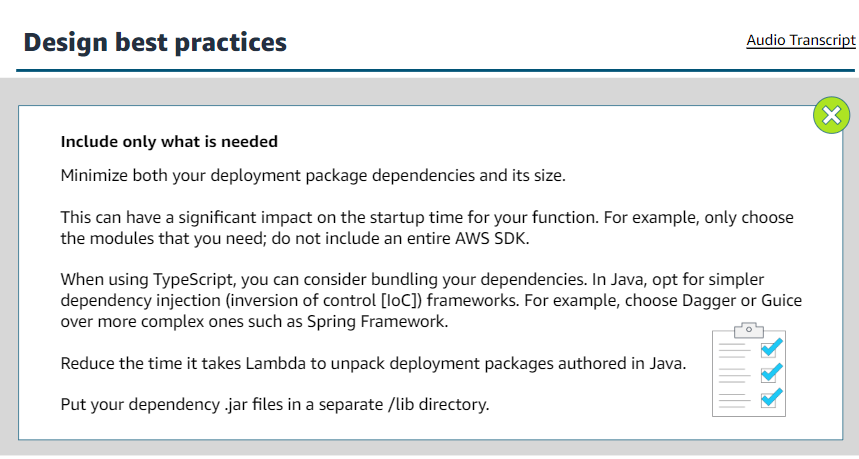 Design best practices
Audio Transcript
Include only what is needed
Minimize both your deployment package dependencies and its size.
This can have a significant impact on the startup time for your function. For example, only choose
the modules that you need; do not include an entire AWS SDK.
When using TypeScript, you can consider bundling your dependencies. In Java, opt for simpler
dependency injection (inversion of control [IoC]) frameworks. For example, choose Dagger or Guice
over more complex ones such as Spring Framework.
Reduce the time it takes Lambda to unpack deployment packages authored in Java.
Put your dependency .jar files in a separate /lib directory.